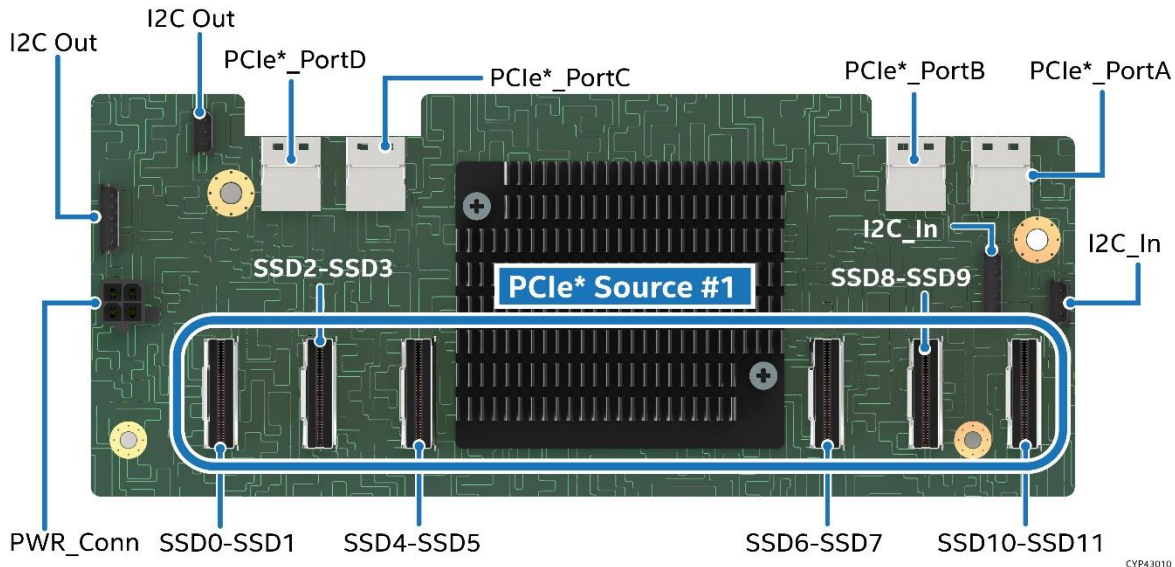 I2C Out
I2C Out
PCIe*_PortD
PCIe*_PortC
PCIe*_PortB
PCIe*_PortA
I2C_In
I2C_In
SSD2-SSD3
PCIe* Source #1
SSD8-SSD9
PWR_Conn
SSD0-SSD1
SSD4-SSD5
SSD6-SSD7
SSD10-SSD11
CYP43010